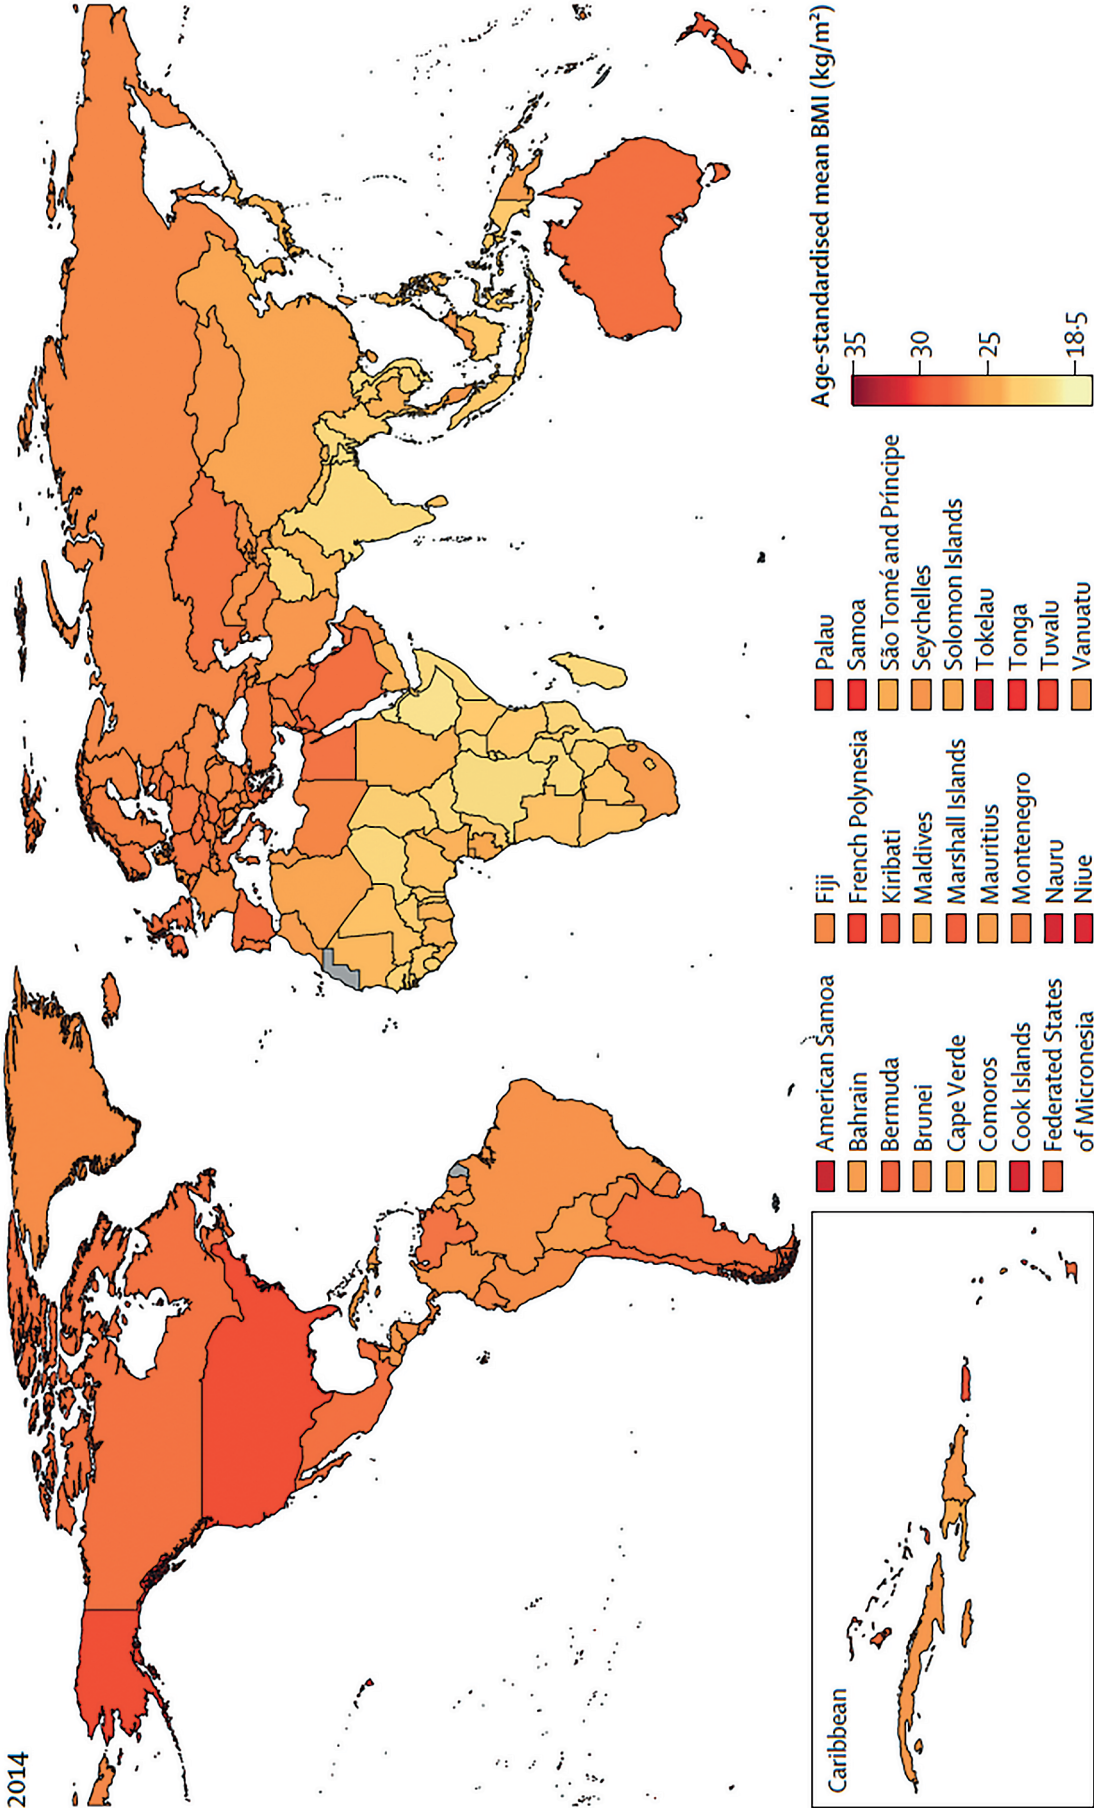 2014
Caribbean
American Samoa
Bahrain
Bermuda
Brunei
Cape Verde
Comoros
Cook Islands
Federated States
of Micronesia
Fiji
French Polynesia
Kiribati
Maldives
Marshall Islands
Mauritius
Montenegro
Nauru
Niue
Palau
Samoa
São Tomé and Príncipe
Seychelles
Solomon Islands
Tokelau
Tonga
Tuvalu
Vanuatu
Age-standardised mean BMI (kg/m²)
35
30
25
18·5